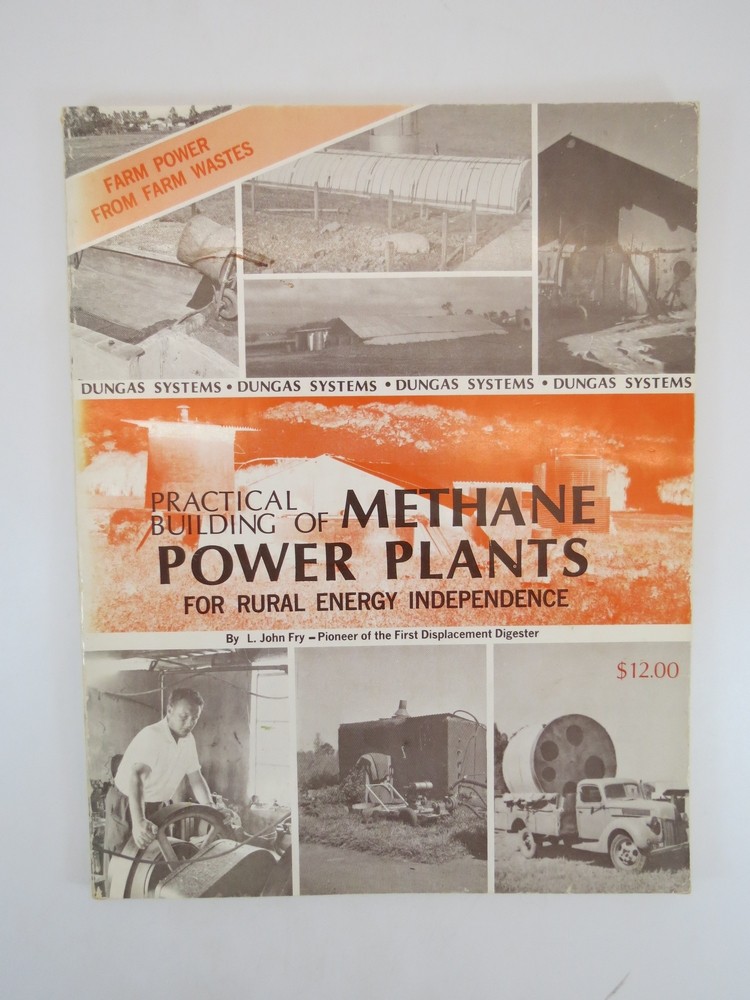 FARM POWER
FROM FARM WASTES
DUNGAS SYSTEMS • DUNGAS SYSTEMS • DUNGAS SYSTEMS • DUNGAS SYSTEMS
PRACTICAL
BUILDING OF METHANE
POWER PLANTS
FOR RURAL ENERGY INDEPENDENCE
By L. John Fry – Pioneer of the First Displacement Digester
$12.00